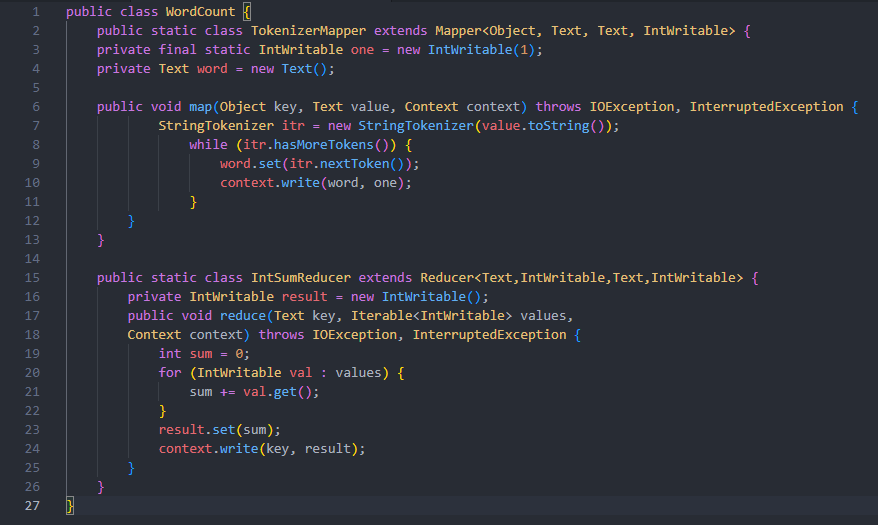 1 public class WordCount {
2 public static class TokenizerMapper extends Mapper<Object, Text, Text, IntWritable> {
3 private final static IntWritable one = new IntWritable(1);
4 private Text word = new Text();
5
6 public void map(Object key, Text value, Context context) throws IOException, InterruptedException {
7 StringTokenizer itr = new StringTokenizer(value.toString());
8 while (itr.hasMoreTokens()) {
9 word.set(itr.nextToken());
10 context.write(word, one);
11 }
12 }
13 }
14
15 public static class IntSumReducer extends Reducer<Text,IntWritable,Text,IntWritable> {
16 private IntWritable result = new IntWritable();
17 public void reduce(Text key, Iterable<IntWritable> values,
18 Context context) throws IOException, InterruptedException {
19 int sum = 0;
20 for (IntWritable val : values) {
21 sum += val.get();
22 }
23 result.set(sum);
24 context.write(key, result);
25 }
26 }
27 }